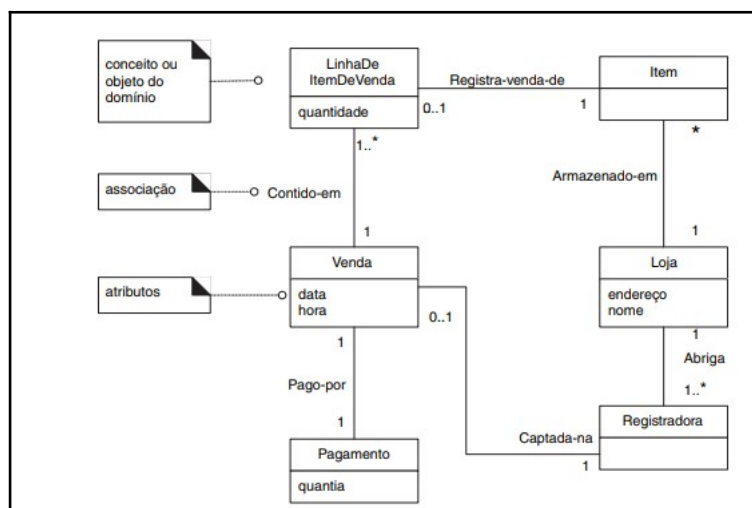 conceito ou
objeto do
domínio
LinhaDe
ItemDeVenda
quantidade
Registra-venda-de
0..1
1
Item
1..*
*
associação
Contido-em
Armazenado-em
1
1
atributos
Venda
data
hora
0..1
Loja
endereço
nome
1
1
Pago-por
Abriga
1..*
1
Captada-na
1
Registradora
Pagamento
quantia